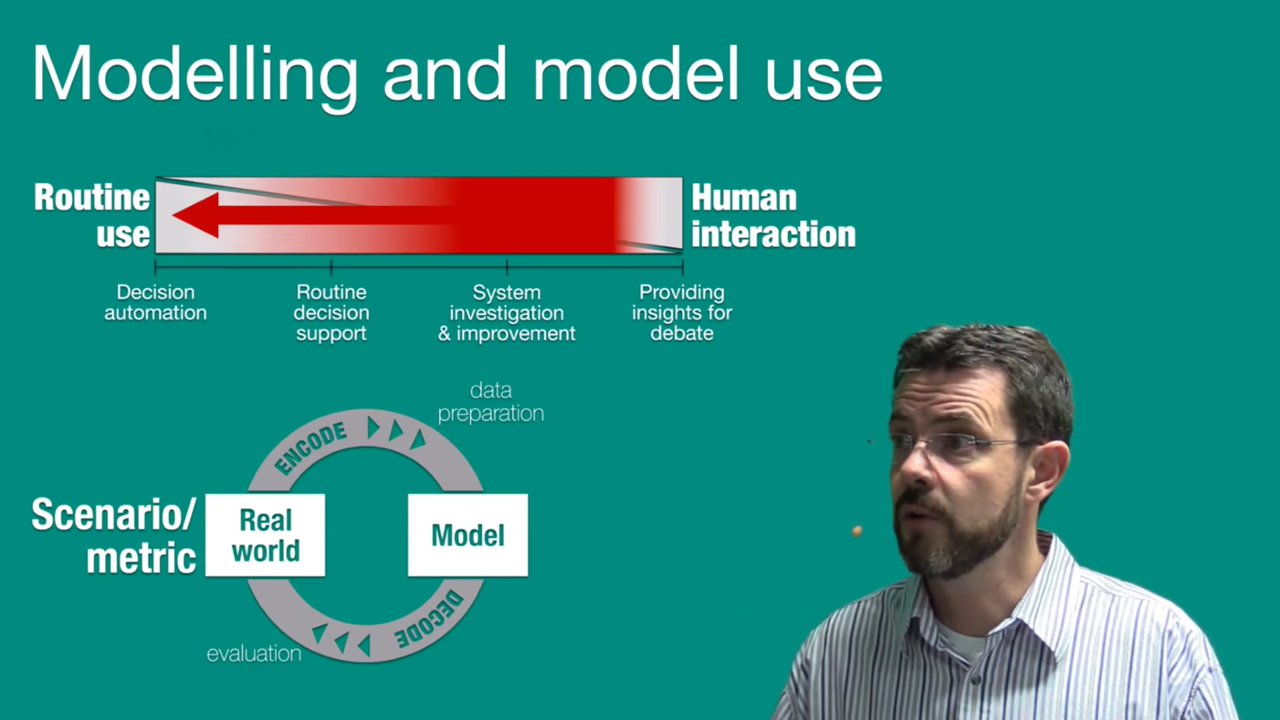 Modelling and model use
Routine
use
Human
interaction
Decision
automation
Routine
decision
support
System
investigation
& improvement
Providing
insights for
debate
data
preparation
ENCODE
Scenario/
metric
Real
world
Model
DECODE
evaluation